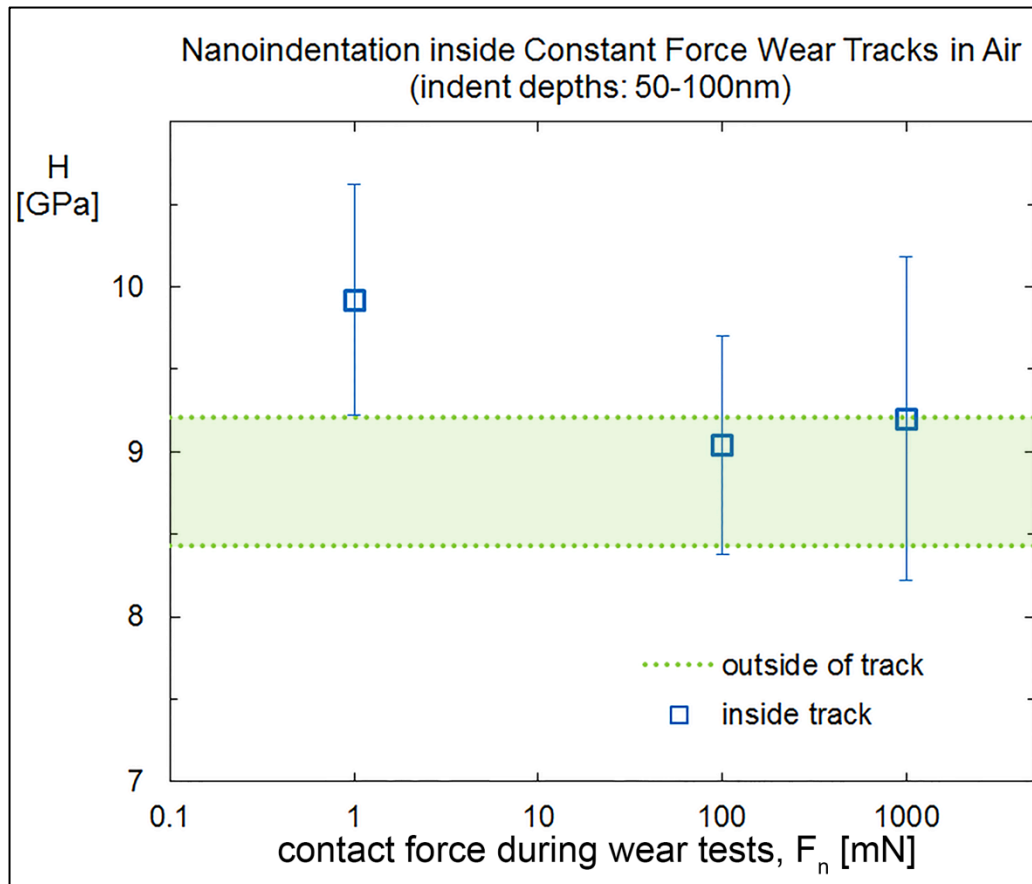 Nanoindentation inside Constant Force Wear Tracks in Air
(indent depths: 50-100nm)
H
[GPa]
10
9
8
7
outside of track
inside track
0.1 1 10 100 1000
contact force during wear tests, Fₙ [mN]